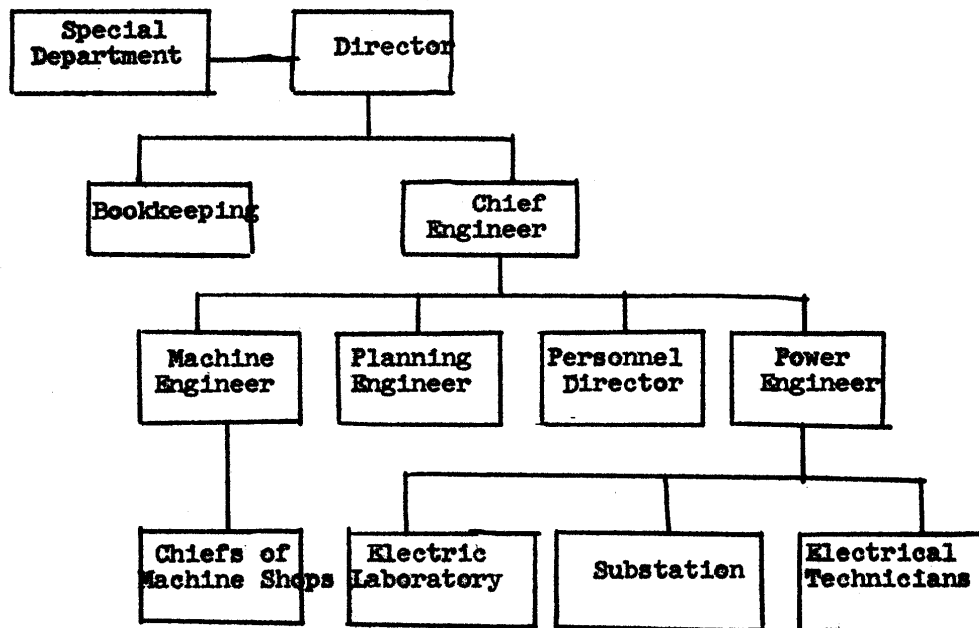 Special
Department
Director
Bookkeeping
Chief
Engineer
Machine
Engineer
Planning
Engineer
Personnel
Director
Power
Engineer
Chiefs of
Machine Shops
Electric
Laboratory
Substation
Electrical
Technicians